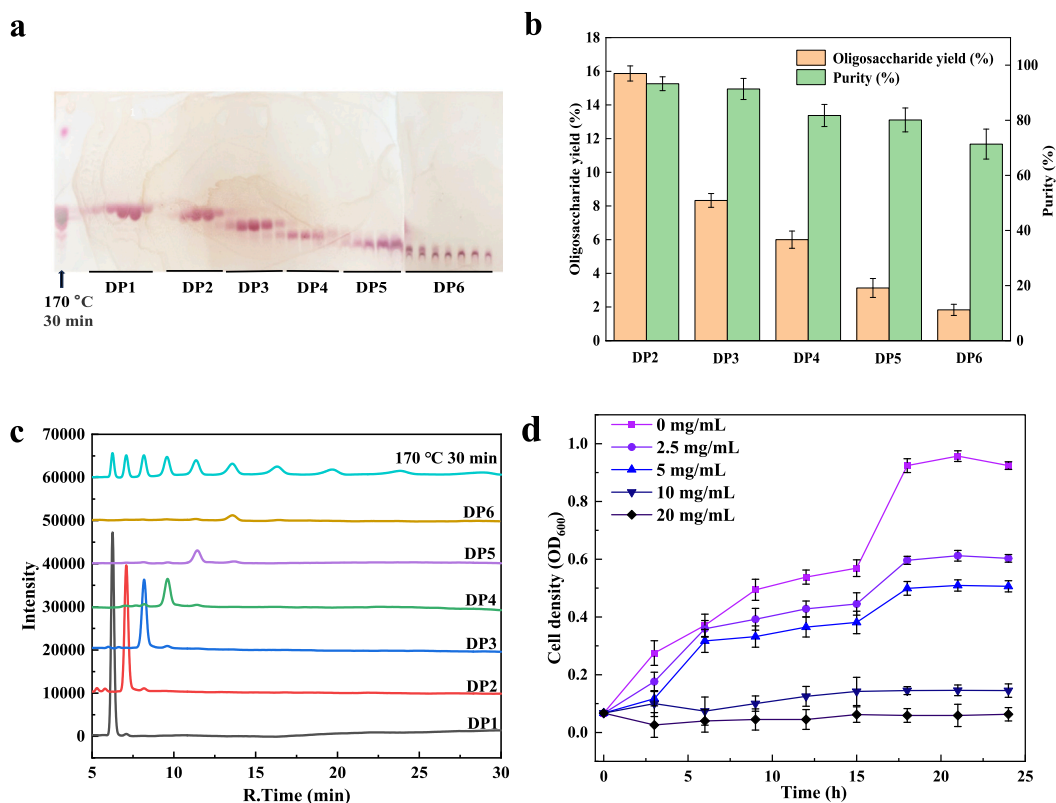 a
DP1 DP2 DP3 DP4 DP5 DP6
170 °C
30 min
b
Oligosaccharide yield (%)
Purity (%)
18
16
14
12
10
8
6
4
2
0
Oligosaccharide yield (%)
100
80
60
40
20
0
Purity (%)
DP2 DP3 DP4 DP5 DP6
c
70000
60000
50000
40000
30000
20000
10000
0
Intensity
170 ℃ 30 min
DP6
DP5
DP4
DP3
DP2
DP1
5 10 15 20 25 30
R.Time (min)
d
0 mg/mL
2.5 mg/mL
5 mg/mL
10 mg/mL
20 mg/mL
1.0
0.8
0.6
0.4
0.2
0.0
Cell density (OD600)
0 5 10 15 20 25
Time (h)